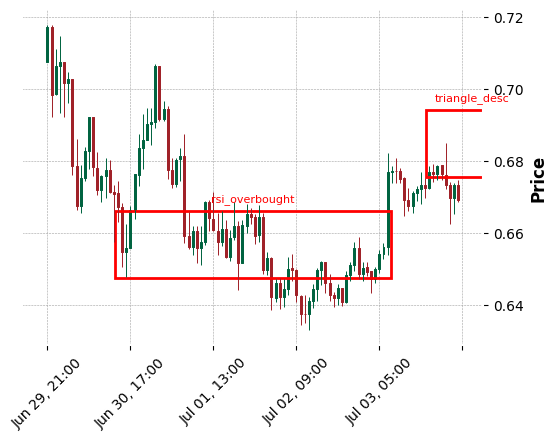 0.72
0.70
triangle_desc
0.68
rsi_overbought
0.66
0.64
Price
Jun 29, 21:00
Jun 30, 17:00
Jul 01, 13:00
Jul 02, 09:00
Jul 03, 05:00